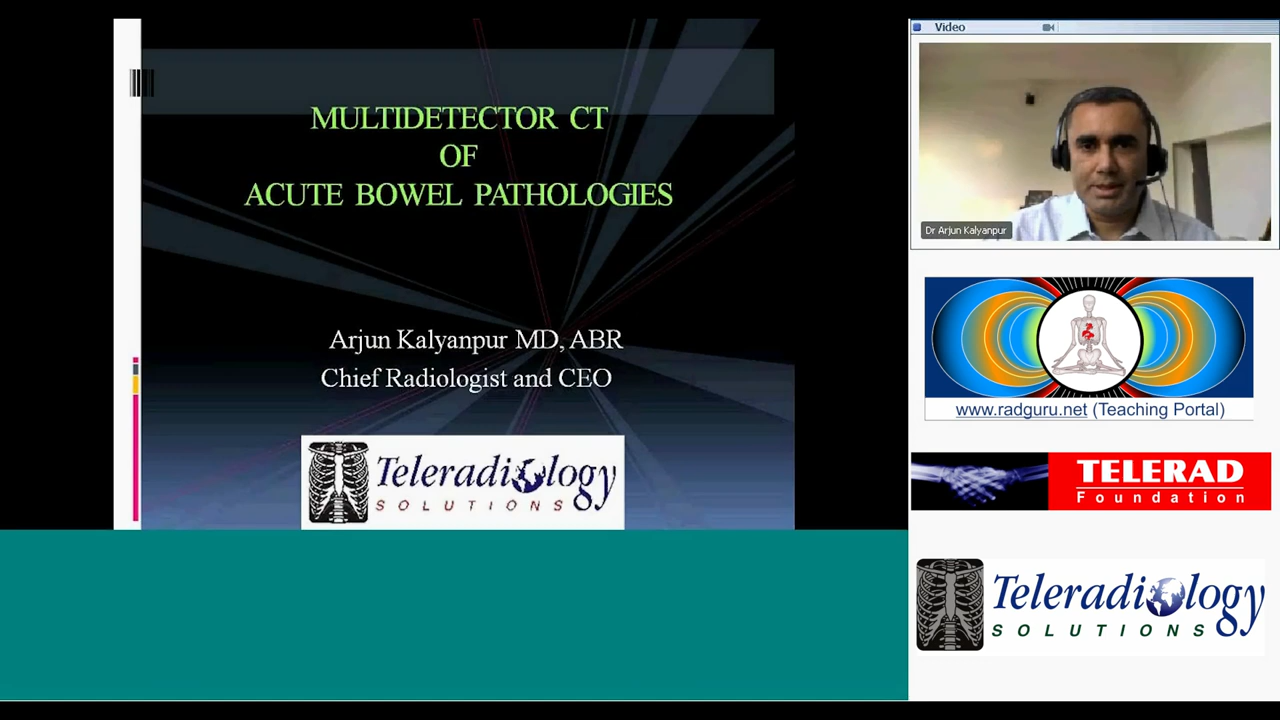 MULTIDETECTOR CT
OF
ACUTE BOWEL PATHOLOGIES
Arjun Kalyanpur MD, ABR
Chief Radiologist and CEO
Teleradiology
SOLUTIONS
Video
Dr Arjun Kalyanpur
www.radguru.net (Teaching Portal)
TELERAD
Foundation
Teleradiology
SOLUTIONS